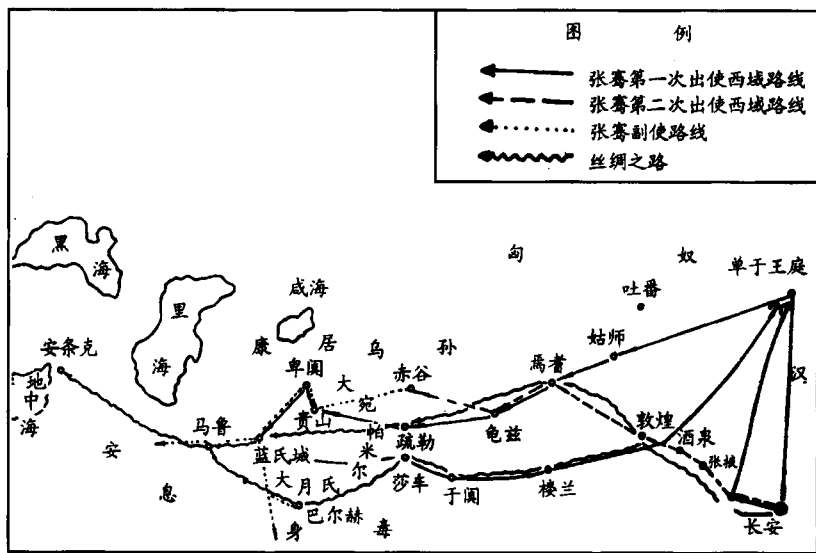 图 例
张骞第一次出使西域路线
张骞第二次出使西域路线
张骞副使路线
丝绸之路
黑海
里海
咸海
匈 奴
单于王庭
吐番
康居
乌孙
姑师
安条克
地中海
卑阗
大宛
赤谷
焉耆
汉
贵山
马鲁
安息
蓝氏城
帕米尔
疏勒
龟兹
敦煌
酒泉
张掖
大月氏
莎车
于阗
楼兰
巴尔赫
长安
身毒